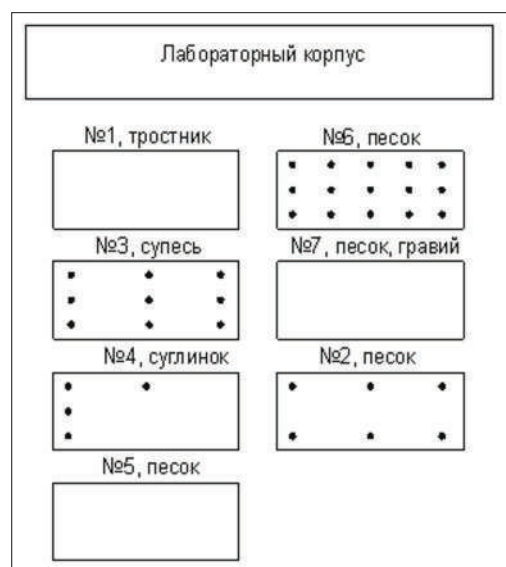 Лабораторный корпус
№1, тростник
№6, песок
№3, супесь
№7, песок, гравий
№4, суглинок
№2, песок
№5, песок